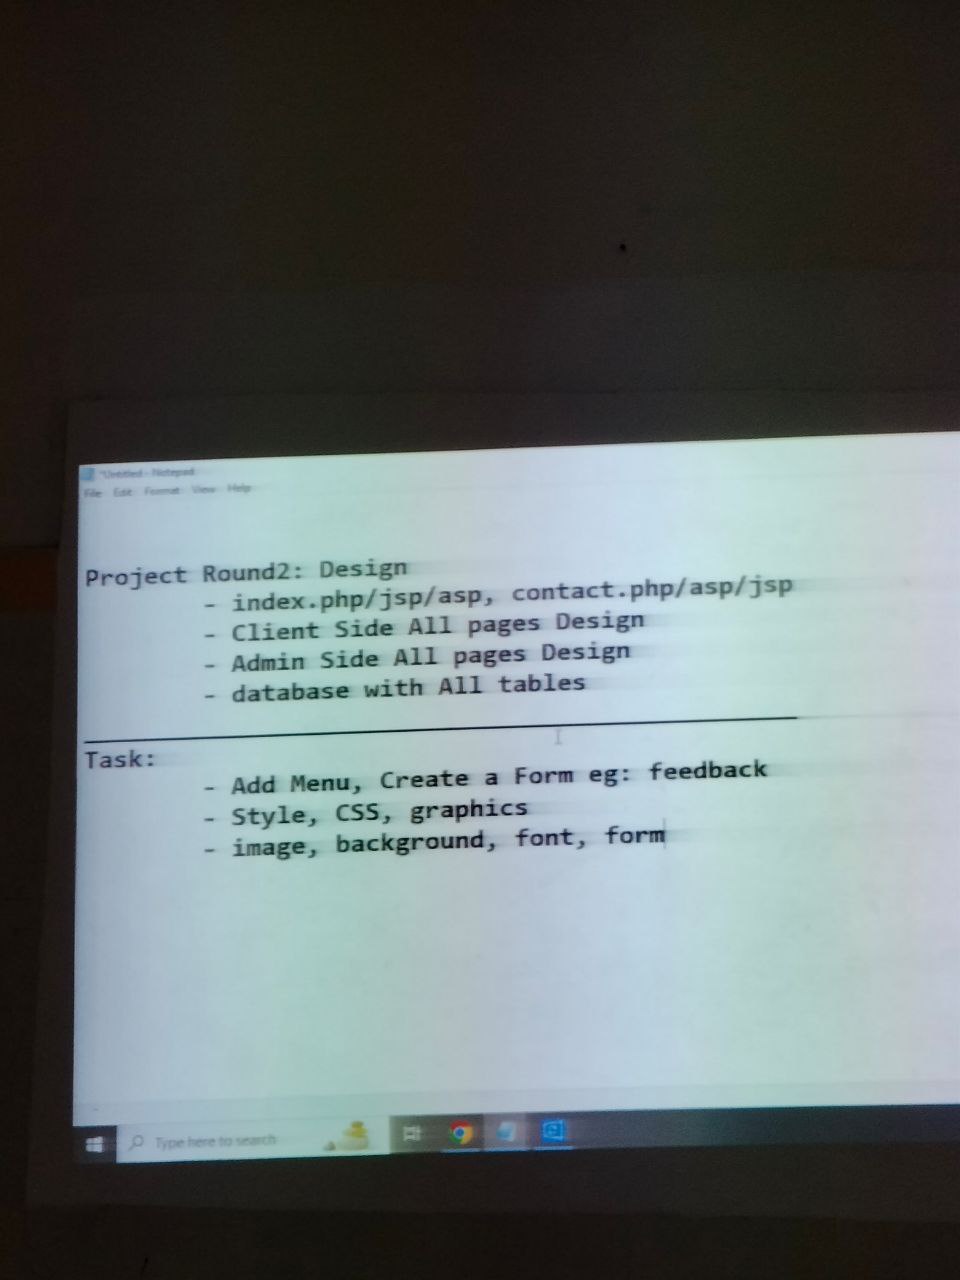 *Untitled - Notepad
File Edit Format View Help
Project Round2: Design
- index.php/jsp/asp, contact.php/asp/jsp
- Client Side All pages Design
- Admin Side All pages Design
- database with All tables
Task:
- Add Menu, Create a Form eg: feedback
- Style, CSS, graphics
- image, background, font, form
Type here to search